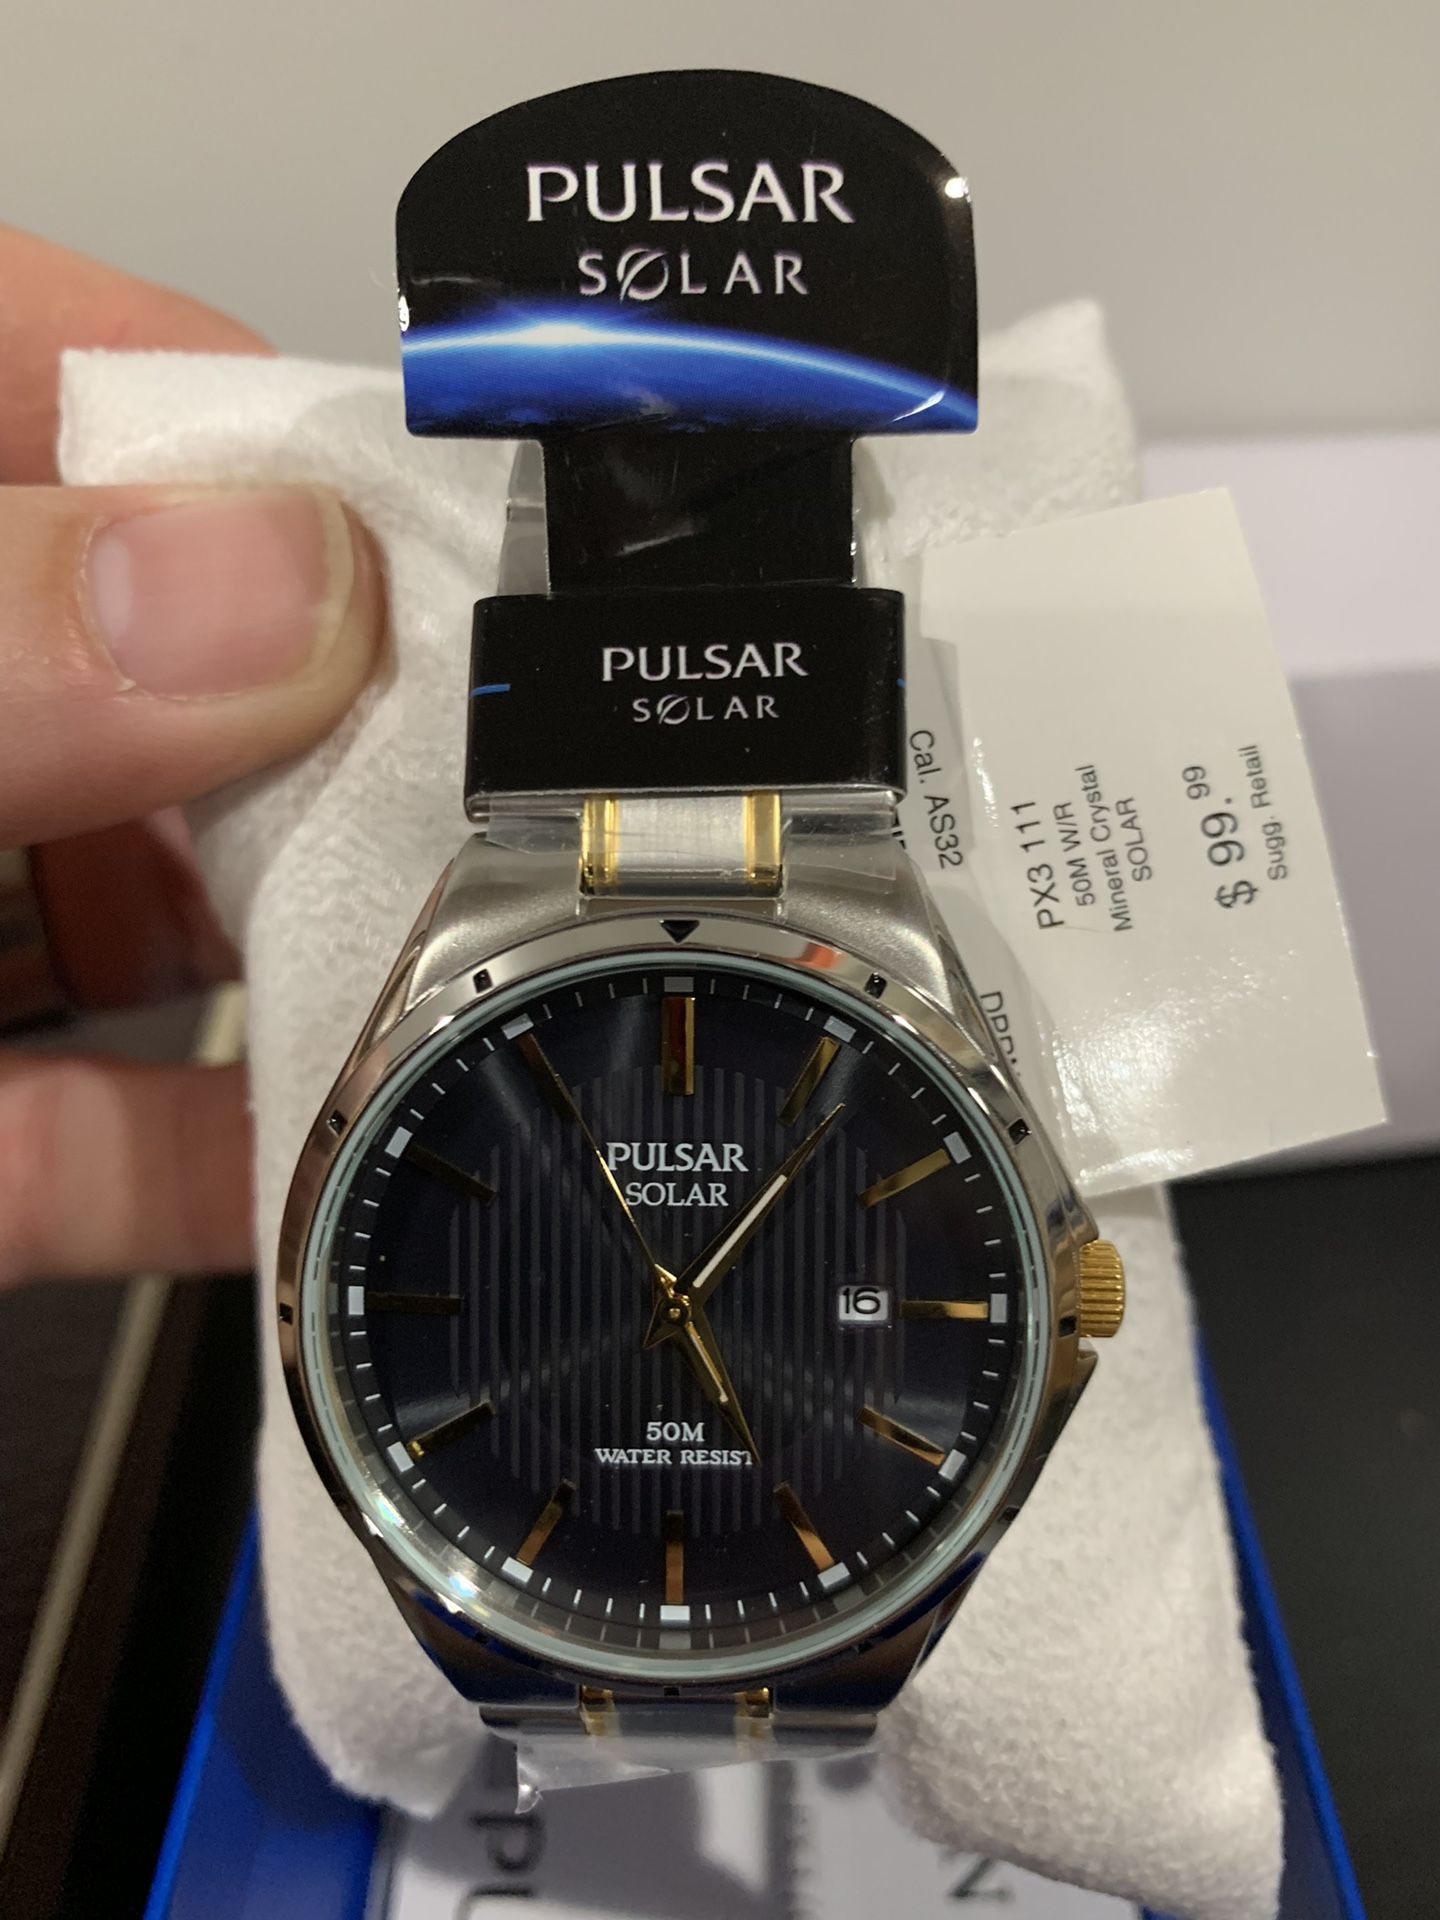 PULSAR
SOLAR
PULSAR
SOLAR
Cal. AS32
PX3 111
50M W/R
Mineral Crystal
SOLAR
$ 99.99
Sugg. Retail
PULSAR
SOLAR
16
50M
WATER RESIST